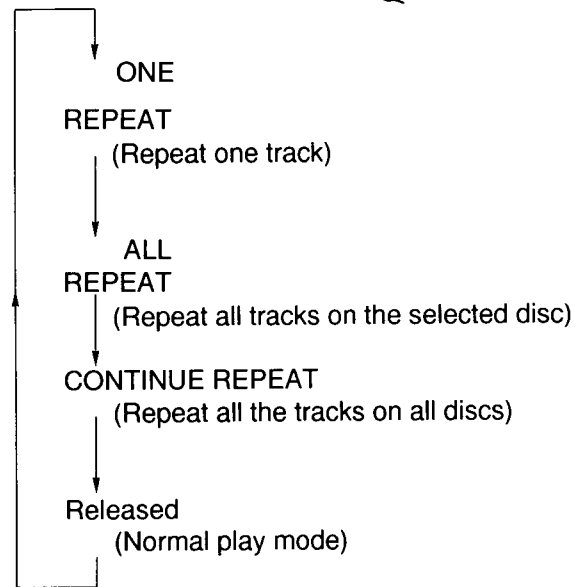 ONE
REPEAT
(Repeat one track)
ALL
REPEAT
(Repeat all tracks on the selected disc)
CONTINUE REPEAT
(Repeat all the tracks on all discs)
Released
(Normal play mode)